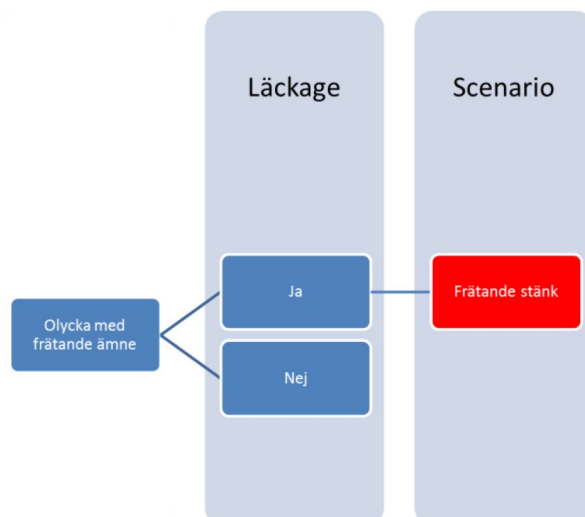 Läckage
Scenario
Olycka med
frätande ämne
Ja
Frätande stänk
Nej